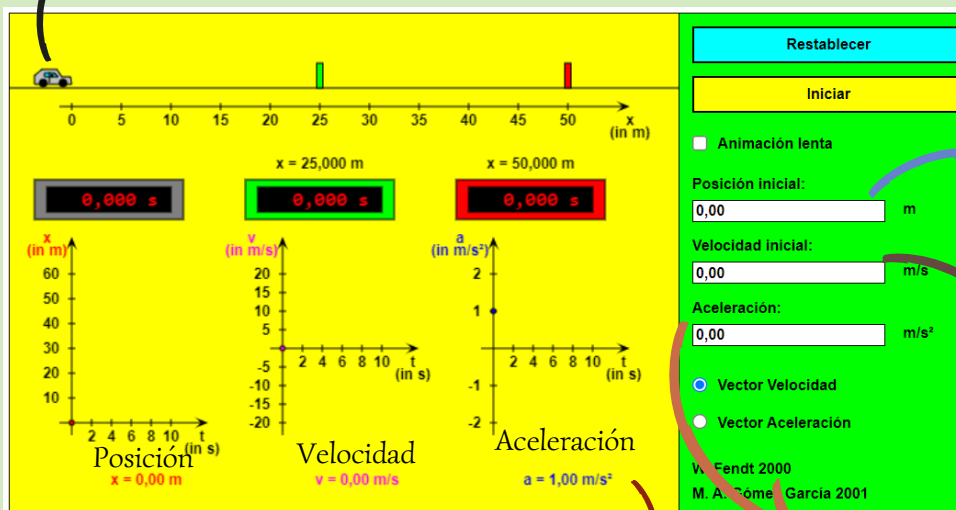 Restablecer
Iniciar
Animación lenta
Posición inicial:
0,00 m
Velocidad inicial:
0,00 m/s
Aceleración:
0,00 m/s²
Vector Velocidad
Vector Aceleración
W. Fendt 2000
M. A. Gómez García 2001
0 5 10 15 20 25 30 35 40 45 50 x
(in m)
x = 25,000 m x = 50,000 m
0,000 s 0,000 s 0,000 s
x
(in m)
60
50
40
30
20
10
2 4 6 8 10 t
(in s)
Posición
x = 0,00 m
v
(in m/s)
20
15
10
5
2 4 6 8 10 t
(in s)
-5
-10
-15
-20
Velocidad
v = 0,00 m/s
a
(in m/s²)
2
1
2 4 6 8 10 t
(in s)
-1
-2
Aceleración
a = 1,00 m/s²